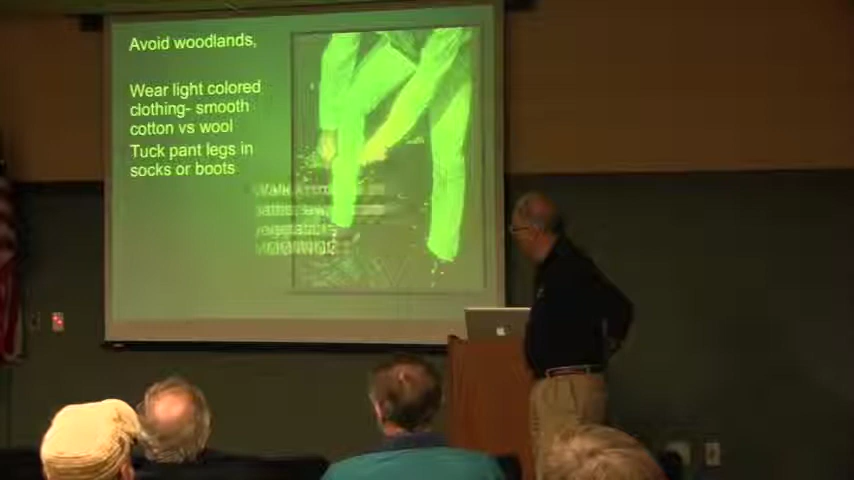 Avoid woodlands,
Wear light colored
clothing- smooth
cotton vs wool
Tuck pant legs in
socks or boots